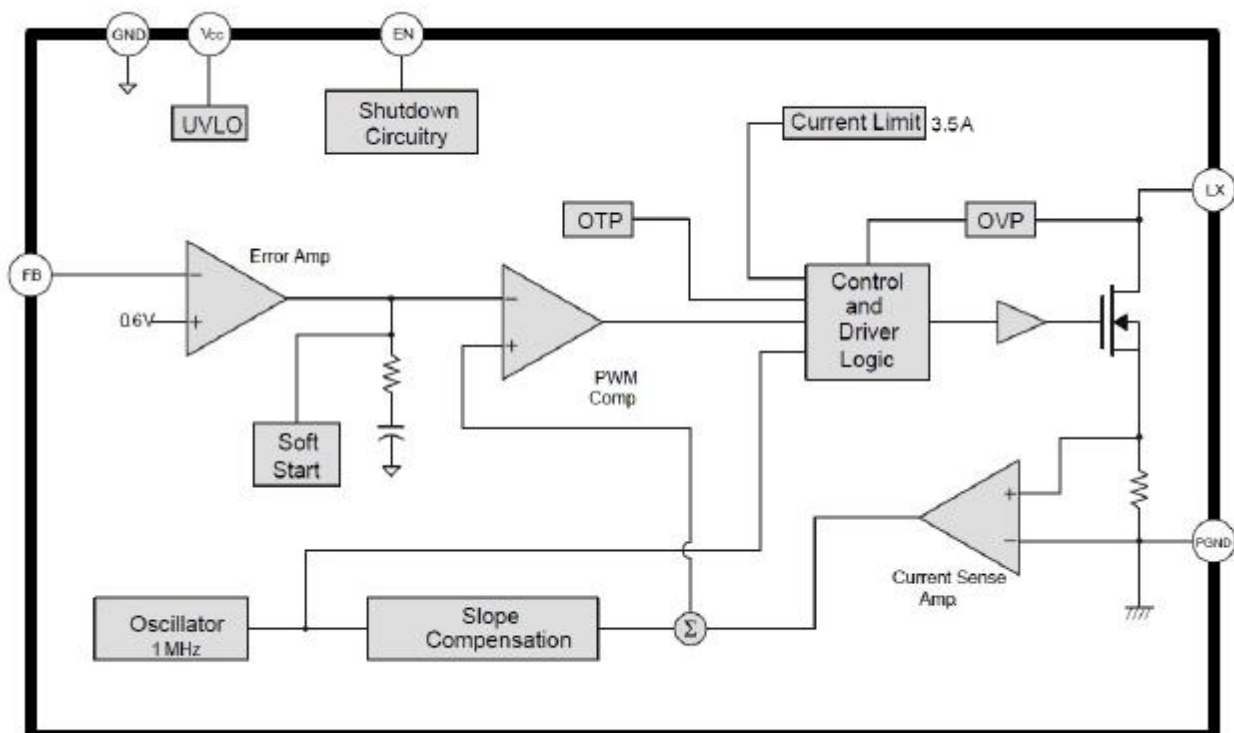 GND
Vcc
EN
UVLO
Shutdown
Circuitry
Current Limit 3.5A
LX
OTP
OVP
Error Amp
FB
−
0.6V
+
−
+
PWM
Comp
Control
and
Driver
Logic
Soft
Start
+
−
Current Sense
Amp.
PGND
Oscillator
1MHz
Slope
Compensation
Σ